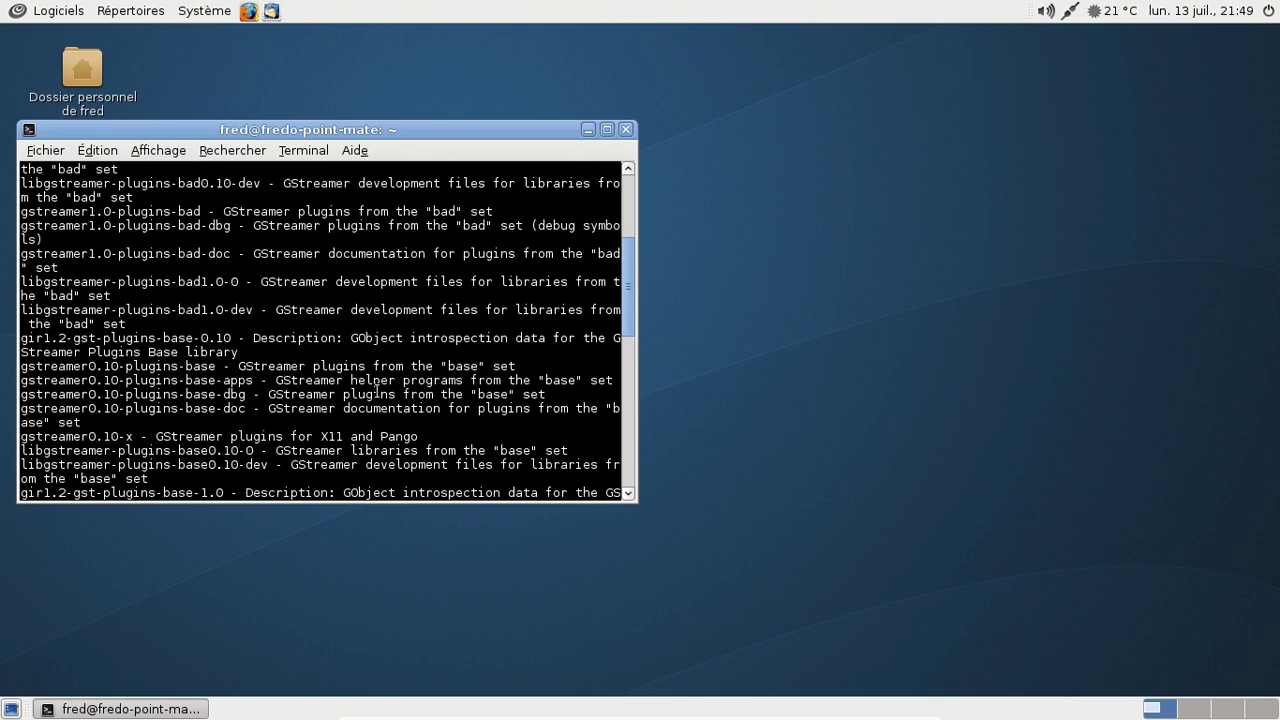 Logiciels Répertoires Système 21 °C lun. 13 juil., 21:49
Dossier personnel
de fred
fred@fredo-point-mate: ~
Fichier Édition Affichage Rechercher Terminal Aide
the "bad" set
libgstreamer-plugins-bad0.10-dev - GStreamer development files for libraries fro
m the "bad" set
gstreamer1.0-plugins-bad - GStreamer plugins from the "bad" set
gstreamer1.0-plugins-bad-dbg - GStreamer plugins from the "bad" set (debug symbo
ls)
gstreamer1.0-plugins-bad-doc - GStreamer documentation for plugins from the "bad
" set
libgstreamer-plugins-bad1.0-0 - GStreamer development files for libraries from t
he "bad" set
libgstreamer-plugins-bad1.0-dev - GStreamer development files for libraries from
 the "bad" set
gir1.2-gst-plugins-base-0.10 - Description: GObject introspection data for the G
Streamer Plugins Base library
gstreamer0.10-plugins-base - GStreamer plugins from the "base" set
gstreamer0.10-plugins-base-apps - GStreamer helper programs from the "base" set
gstreamer0.10-plugins-base-dbg - GStreamer plugins from the "base" set
gstreamer0.10-plugins-base-doc - GStreamer documentation for plugins from the "b
ase" set
gstreamer0.10-x - GStreamer plugins for X11 and Pango
libgstreamer-plugins-base0.10-0 - GStreamer libraries from the "base" set
libgstreamer-plugins-base0.10-dev - GStreamer development files for libraries fr
om the "base" set
gir1.2-gst-plugins-base-1.0 - Description: GObject introspection data for the GS
fred@fredo-point-ma...